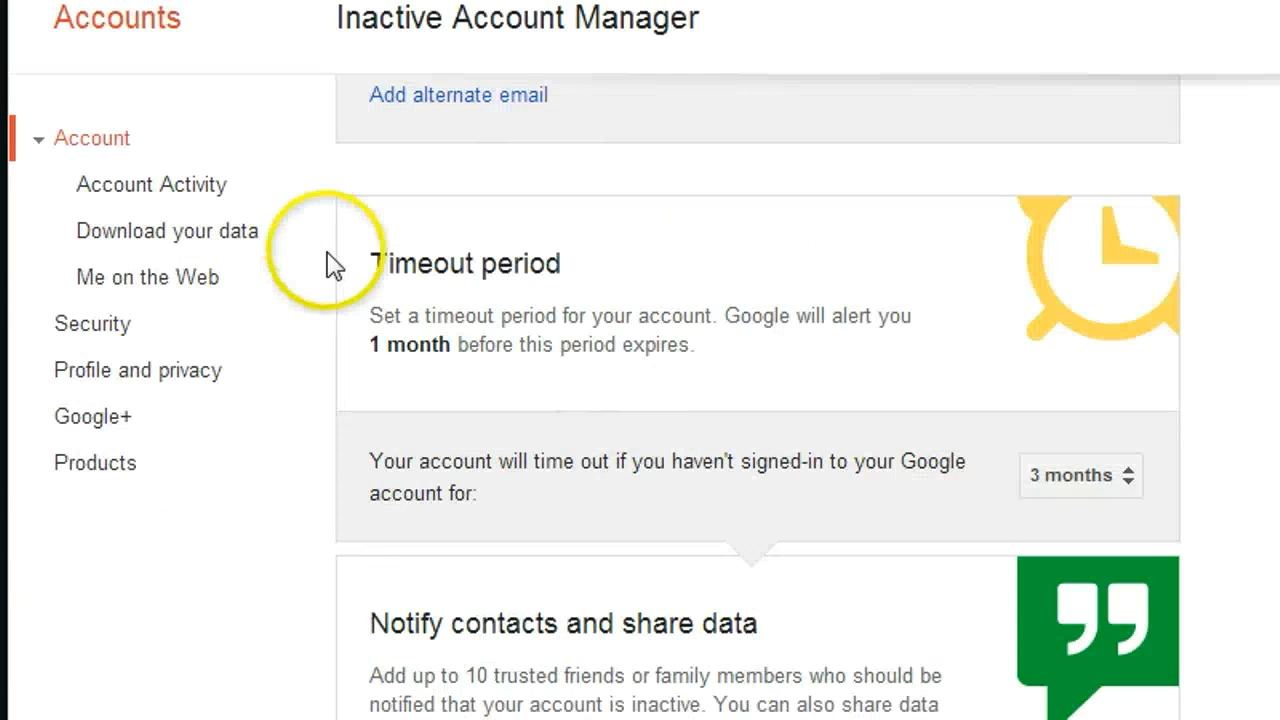 Accounts
Inactive Account Manager
Add alternate email
Account
Account Activity
Download your data
Me on the Web
Security
Profile and privacy
Google+
Products
Timeout period
Set a timeout period for your account. Google will alert you
1 month before this period expires.
Your account will time out if you haven't signed-in to your Google
account for:
3 months
Notify contacts and share data
Add up to 10 trusted friends or family members who should be
notified that your account is inactive. You can also share data